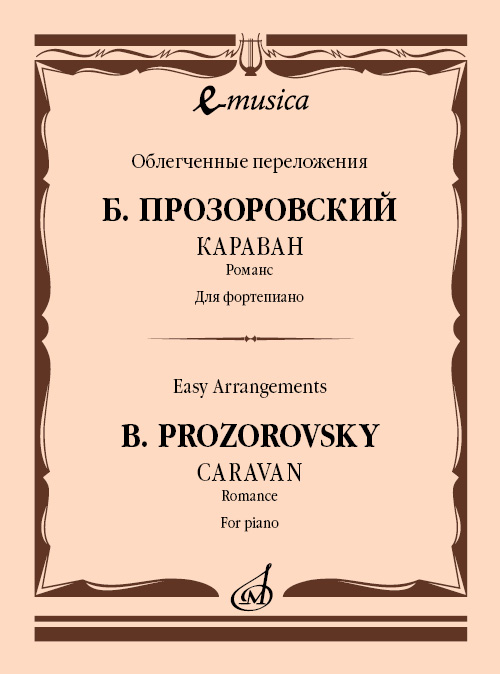 e-musica
Облегченные переложения
Б. ПРОЗОРОВСКИЙ
КАРАВАН
Романс
Для фортепиано
Easy Arrangements
B. PROZOROVSKY
CARAVAN
Romance
For piano